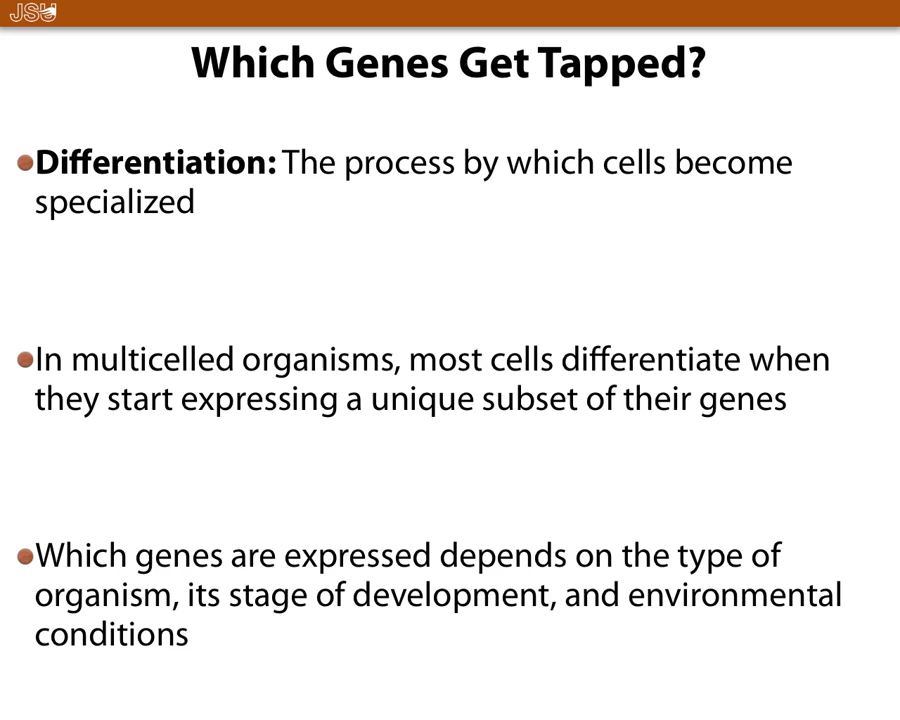 JSU
Which Genes Get Tapped?
Differentiation: The process by which cells become
specialized
In multicelled organisms, most cells differentiate when
they start expressing a unique subset of their genes
Which genes are expressed depends on the type of
organism, its stage of development, and environmental
conditions